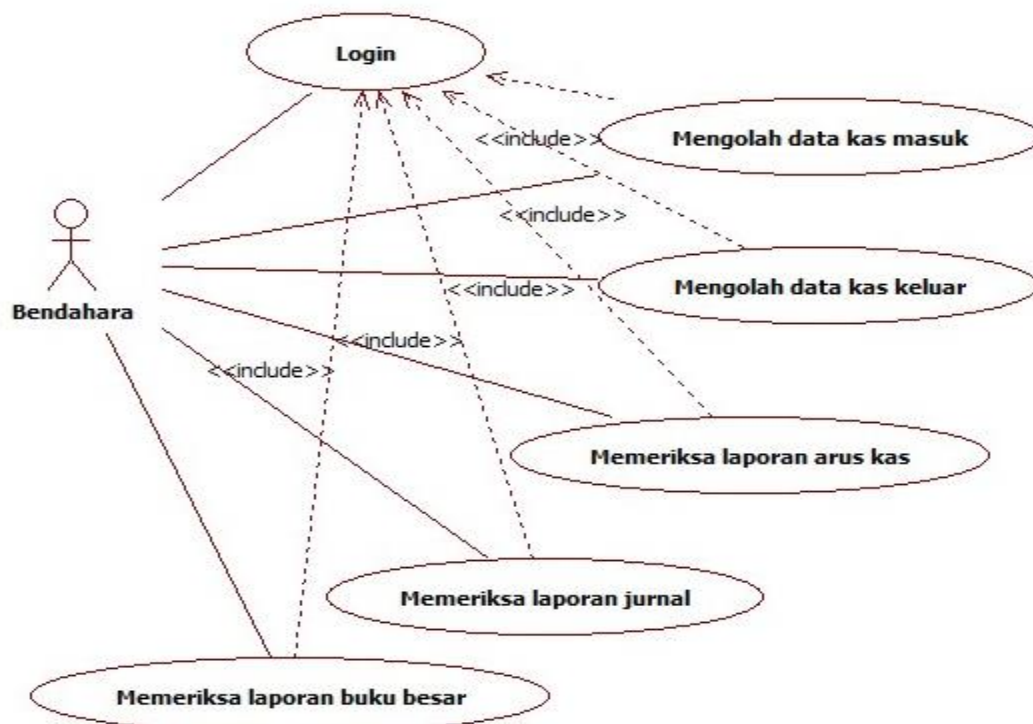 Login
<<include>>
Mengolah data kas masuk
<<include>>
Mengolah data kas keluar
<<include>>
Bendahara
<<include>>
<<include>>
Memeriksa laporan arus kas
Memeriksa laporan jurnal
Memeriksa laporan buku besar